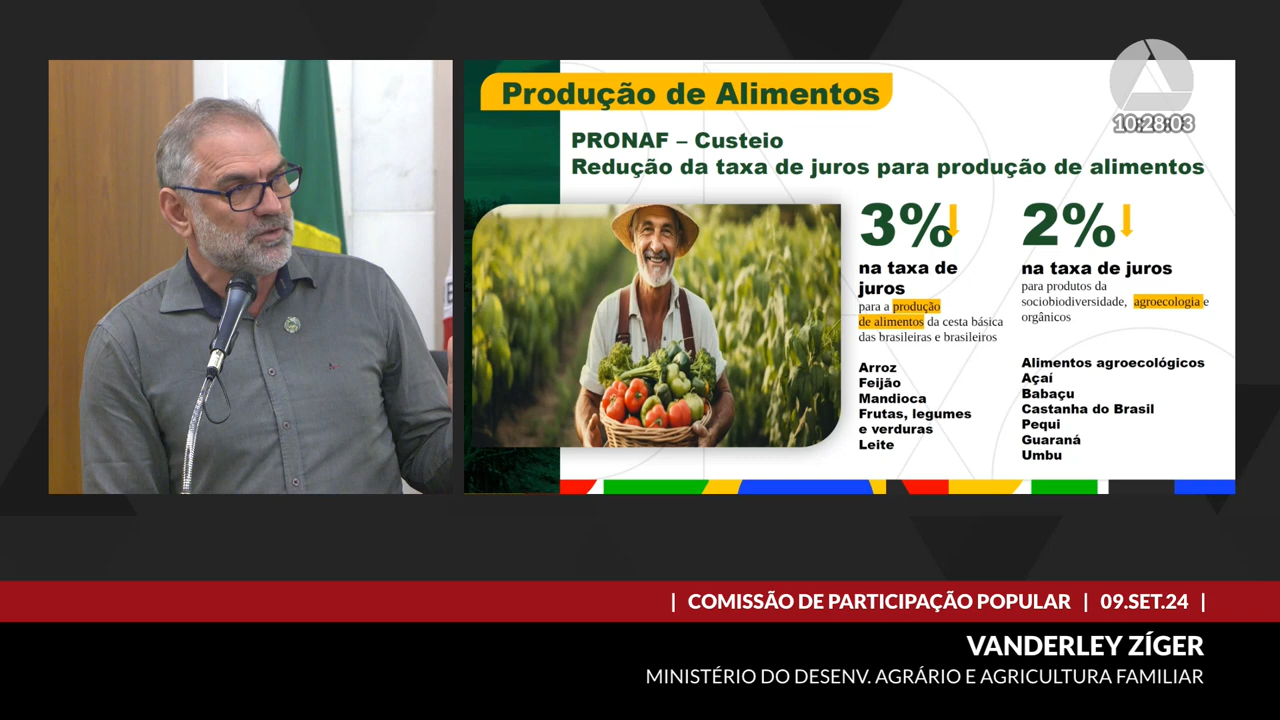 Produção de Alimentos
10:28:03
PRONAF – Custeio
Redução da taxa de juros para produção de alimentos
3%
na taxa de
juros
para a produção
de alimentos da cesta básica
das brasileiras e brasileiros
Arroz
Feijão
Mandioca
Frutas, legumes
e verduras
Leite
2%
na taxa de juros
para produtos da
sociobiodiversidade, agroecologia e
orgânicos
Alimentos agroecológicos
Açaí
Babaçu
Castanha do Brasil
Pequi
Guaraná
Umbu
| COMISSÃO DE PARTICIPAÇÃO POPULAR | 09.SET.24 |
VANDERLEY ZÍGER
MINISTÉRIO DO DESENV. AGRÁRIO E AGRICULTURA FAMILIAR